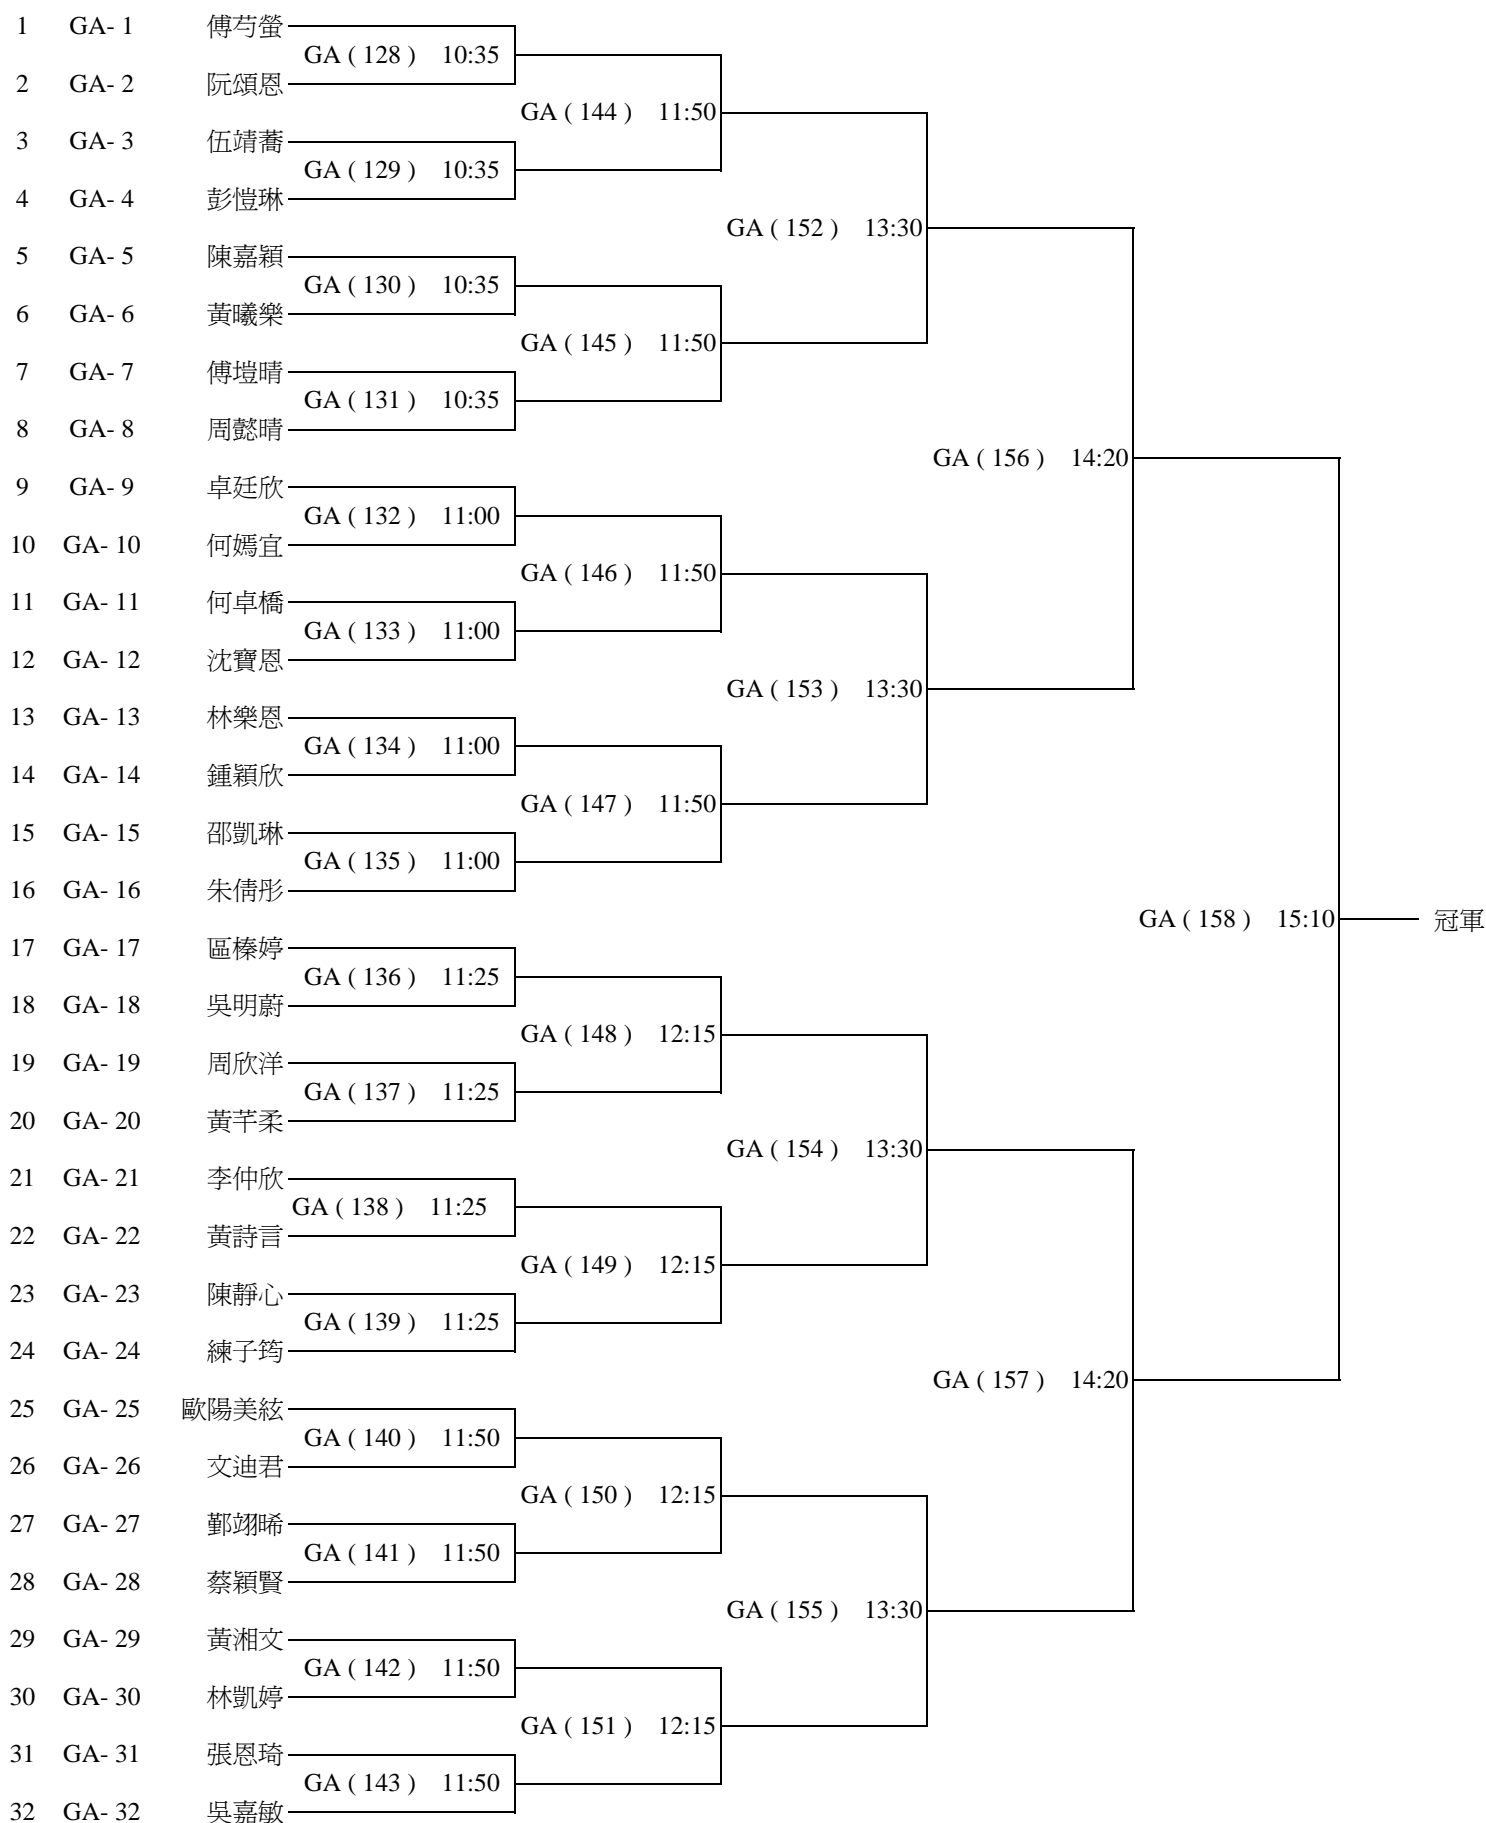 1 GA- 1 傅芍螢
GA ( 128 ) 10:35
2 GA- 2 阮頌恩
GA ( 144 ) 11:50
3 GA- 3 伍靖蕎
GA ( 129 ) 10:35
4 GA- 4 彭愷琳
GA ( 152 ) 13:30
5 GA- 5 陳嘉穎
GA ( 130 ) 10:35
6 GA- 6 黃曦樂
GA ( 145 ) 11:50
7 GA- 7 傅塏晴
GA ( 131 ) 10:35
8 GA- 8 周懿晴
GA ( 156 ) 14:20
9 GA- 9 卓廷欣
GA ( 132 ) 11:00
10 GA- 10 何嫣宜
GA ( 146 ) 11:50
11 GA- 11 何卓橋
GA ( 133 ) 11:00
12 GA- 12 沈寶恩
GA ( 153 ) 13:30
13 GA- 13 林樂恩
GA ( 134 ) 11:00
14 GA- 14 鍾穎欣
GA ( 147 ) 11:50
15 GA- 15 邵凱琳
GA ( 135 ) 11:00
16 GA- 16 朱倩彤
GA ( 158 ) 15:10 冠軍
17 GA- 17 區榛婷
GA ( 136 ) 11:25
18 GA- 18 吳明蔚
GA ( 148 ) 12:15
19 GA- 19 周欣洋
GA ( 137 ) 11:25
20 GA- 20 黃芊柔
GA ( 154 ) 13:30
21 GA- 21 李仲欣
GA ( 138 ) 11:25
22 GA- 22 黃詩言
GA ( 149 ) 12:15
23 GA- 23 陳靜心
GA ( 139 ) 11:25
24 GA- 24 練子筠
GA ( 157 ) 14:20
25 GA- 25 歐陽美絃
GA ( 140 ) 11:50
26 GA- 26 文迪君
GA ( 150 ) 12:15
27 GA- 27 鄞翊晞
GA ( 141 ) 11:50
28 GA- 28 蔡穎賢
GA ( 155 ) 13:30
29 GA- 29 黃湘文
GA ( 142 ) 11:50
30 GA- 30 林凱婷
GA ( 151 ) 12:15
31 GA- 31 張恩琦
GA ( 143 ) 11:50
32 GA- 32 吳嘉敏